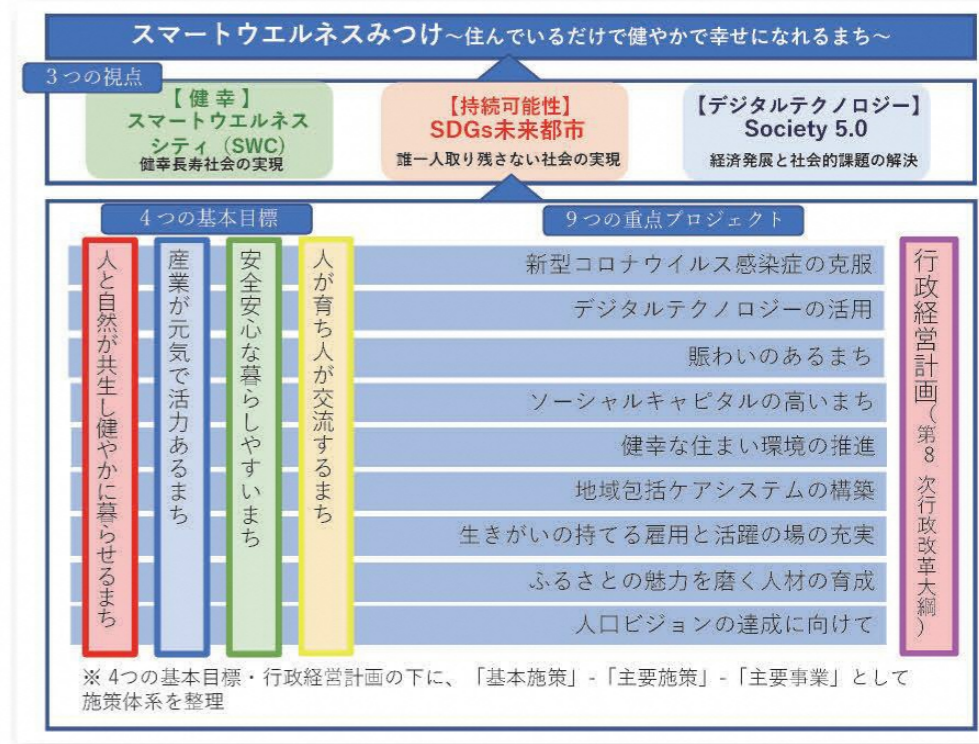 スマートウエルネスみつけ～住んでいるだけで健やかで幸せになれるまち～
3つの視点
【健幸】
スマートウエルネス
シティ（SWC）
健幸長寿社会の実現
【持続可能性】
SDGs未来都市
誰一人取り残さない社会の実現
【デジタルテクノロジー】
Society 5.0
経済発展と社会的課題の解決
4つの基本目標
9つの重点プロジェクト
人と自然が共生し健やかに暮らせるまち
産業が元気で活力あるまち
安全安心な暮らしやすいまち
人が育ち人が交流するまち
新型コロナウイルス感染症の克服
デジタルテクノロジーの活用
賑わいのあるまち
ソーシャルキャピタルの高いまち
健幸な住まい環境の推進
地域包括ケアシステムの構築
生きがいの持てる雇用と活躍の場の充実
ふるさとの魅力を磨く人材の育成
人口ビジョンの達成に向けて
行政経営計画（第8 次行政改革大綱）
※ 4つの基本目標・行政経営計画の下に、「基本施策」-「主要施策」-「主要事業」として
施策体系を整理